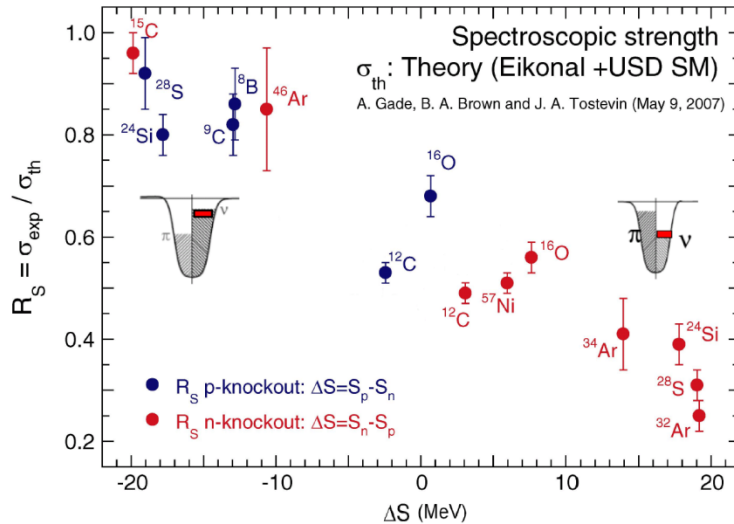 Spectroscopic strength
σth: Theory (Eikonal +USD SM)
A. Gade, B. A. Brown and J. A. Tostevin (May 9, 2007)
1.0
0.8
0.6
0.4
0.2
RS = σexp / σth
15C
28S
24Si
8B
9C
46Ar
16O
12C
16O
12C
57Ni
34Ar
24Si
28S
32Ar
π
ν
π
ν
RS p-knockout: ΔS=Sp-Sn
RS n-knockout: ΔS=Sn-Sp
-20
-10
0
10
20
ΔS (MeV)